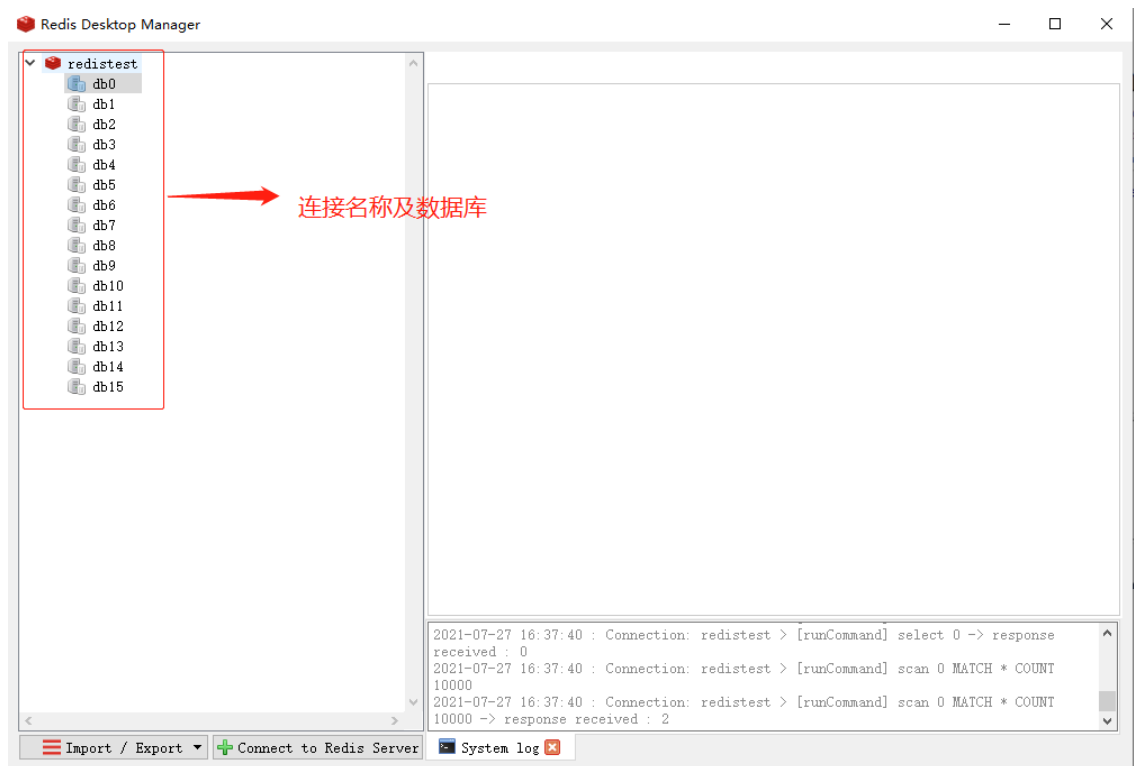 Redis Desktop Manager
redistest
db0
db1
db2
db3
db4
db5
db6
db7
db8
db9
db10
db11
db12
db13
db14
db15
连接名称及数据库
2021-07-27 16:37:40 : Connection: redistest > [runCommand] select 0 -> response
received : 0
2021-07-27 16:37:40 : Connection: redistest > [runCommand] scan 0 MATCH * COUNT
10000
2021-07-27 16:37:40 : Connection: redistest > [runCommand] scan 0 MATCH * COUNT
10000 -> response received : 2
Import / Export
Connect to Redis Server
System log